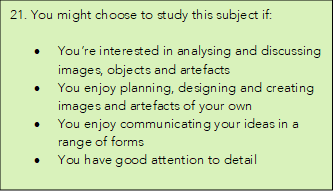 21. You might choose to study this subject if:
• You’re interested in analysing and discussing
images, objects and artefacts
• You enjoy planning, designing and creating
images and artefacts of your own
• You enjoy communicating your ideas in a
range of forms
• You have good attention to detail